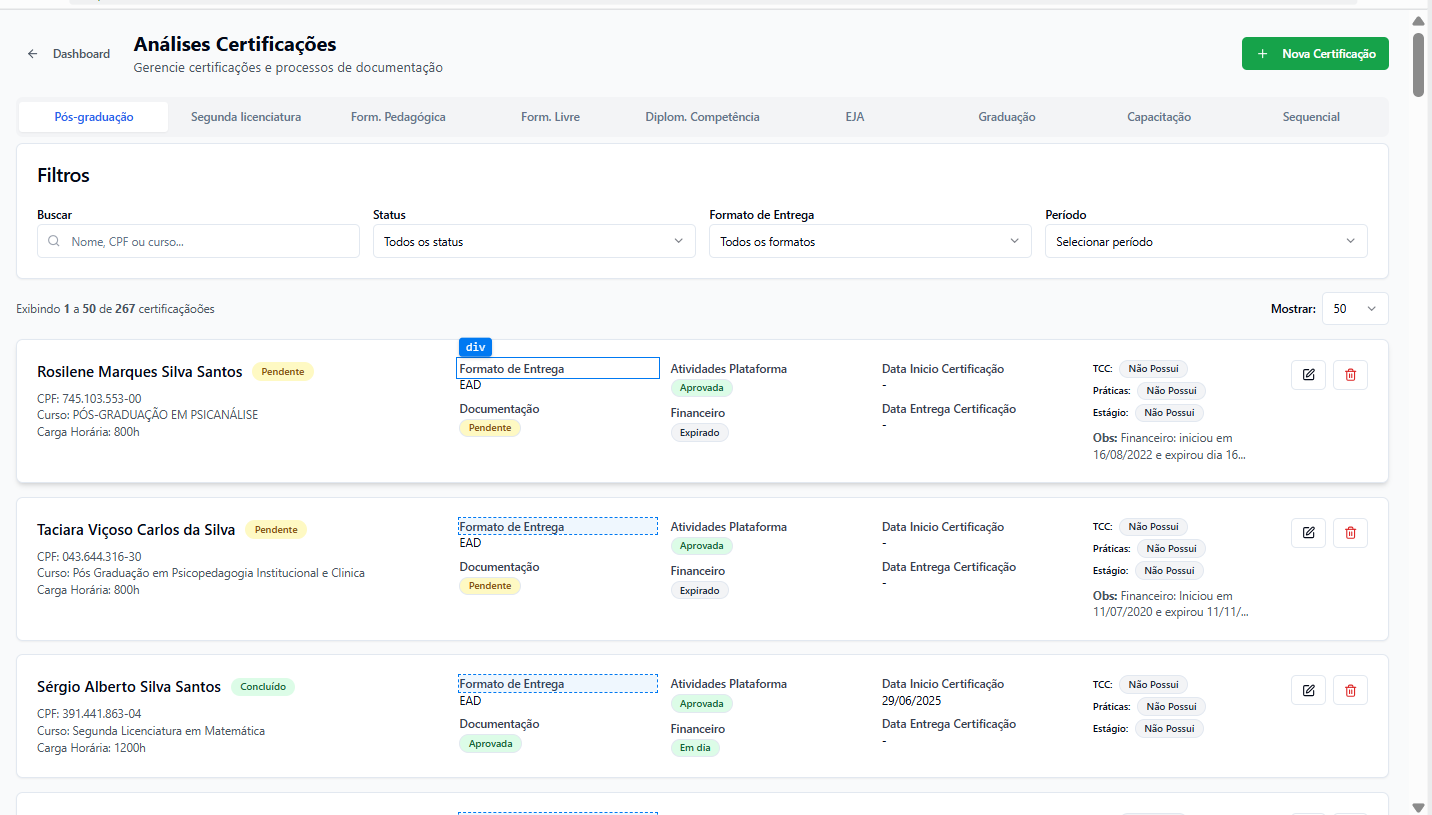 Dashboard
Análises Certificações
Gerencie certificações e processos de documentação
Nova Certificação
Pós-graduação
Segunda licenciatura
Form. Pedagógica
Form. Livre
Diplom. Competência
EJA
Graduação
Capacitação
Sequencial
Filtros
Buscar
Nome, CPF ou curso...
Status
Todos os status
Formato de Entrega
Todos os formatos
Período
Selecionar período
Exibindo 1 a 50 de 267 certificaçãoões
Mostrar: 50
div
Rosilene Marques Silva Santos Pendente
CPF: 745.103.553-00
Curso: PÓS-GRADUAÇÃO EM PSICANÁLISE
Carga Horária: 800h
Formato de Entrega
EAD
Documentação
Pendente
Atividades Plataforma
Aprovada
Financeiro
Expirado
Data Inicio Certificação
-
Data Entrega Certificação
-
TCC: Não Possui
Práticas: Não Possui
Estágio: Não Possui
Obs: Financeiro: iniciou em
16/08/2022 e expirou dia 16...
Taciara Viçoso Carlos da Silva Pendente
CPF: 043.644.316-30
Curso: Pós Graduação em Psicopedagogia Institucional e Clinica
Carga Horária: 800h
Formato de Entrega
EAD
Documentação
Pendente
Atividades Plataforma
Aprovada
Financeiro
Expirado
Data Inicio Certificação
-
Data Entrega Certificação
-
TCC: Não Possui
Práticas: Não Possui
Estágio: Não Possui
Obs: Financeiro: Iniciou em
11/07/2020 e expirou 11/11/...
Sérgio Alberto Silva Santos Concluído
CPF: 391.441.863-04
Curso: Segunda Licenciatura em Matemática
Carga Horária: 1200h
Formato de Entrega
EAD
Documentação
Aprovada
Atividades Plataforma
Aprovada
Financeiro
Em dia
Data Inicio Certificação
29/06/2025
Data Entrega Certificação
-
TCC: Não Possui
Práticas: Não Possui
Estágio: Não Possui